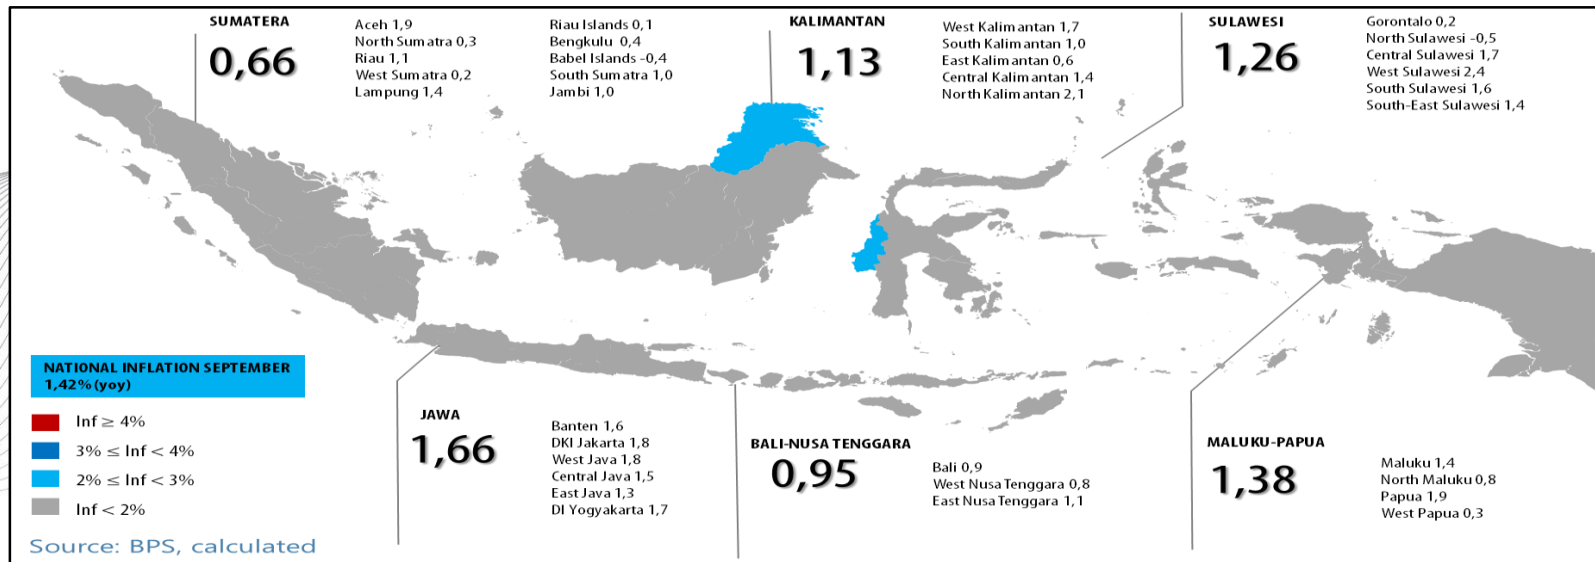 SUMATERA
0,66
Aceh 1,9
North Sumatra 0,3
Riau 1,1
West Sumatra 0,2
Lampung 1,4
Riau Islands 0,1
Bengkulu 0,4
Babel Islands -0,4
South Sumatra 1,0
Jambi 1,0
KALIMANTAN
1,13
West Kalimantan 1,7
South Kalimantan 1,0
East Kalimantan 0,6
Central Kalimantan 1,4
North Kalimantan 2,1
SULAWESI
1,26
Gorontalo 0,2
North Sulawesi -0,5
Central Sulawesi 1,7
West Sulawesi 2,4
South Sulawesi 1,6
South-East Sulawesi 1,4
NATIONAL INFLATION SEPTEMBER
1,42% (yoy)
Inf ≥ 4%
3% ≤ Inf < 4%
2% ≤ Inf < 3%
Inf < 2%
Source: BPS, calculated
JAWA
1,66
Banten 1,6
DKI Jakarta 1,8
West Java 1,8
Central Java 1,5
East Java 1,3
DI Yogyakarta 1,7
BALI-NUSA TENGGARA
0,95
Bali 0,9
West Nusa Tenggara 0,8
East Nusa Tenggara 1,1
MALUKU-PAPUA
1,38
Maluku 1,4
North Maluku 0,8
Papua 1,9
West Papua 0,3